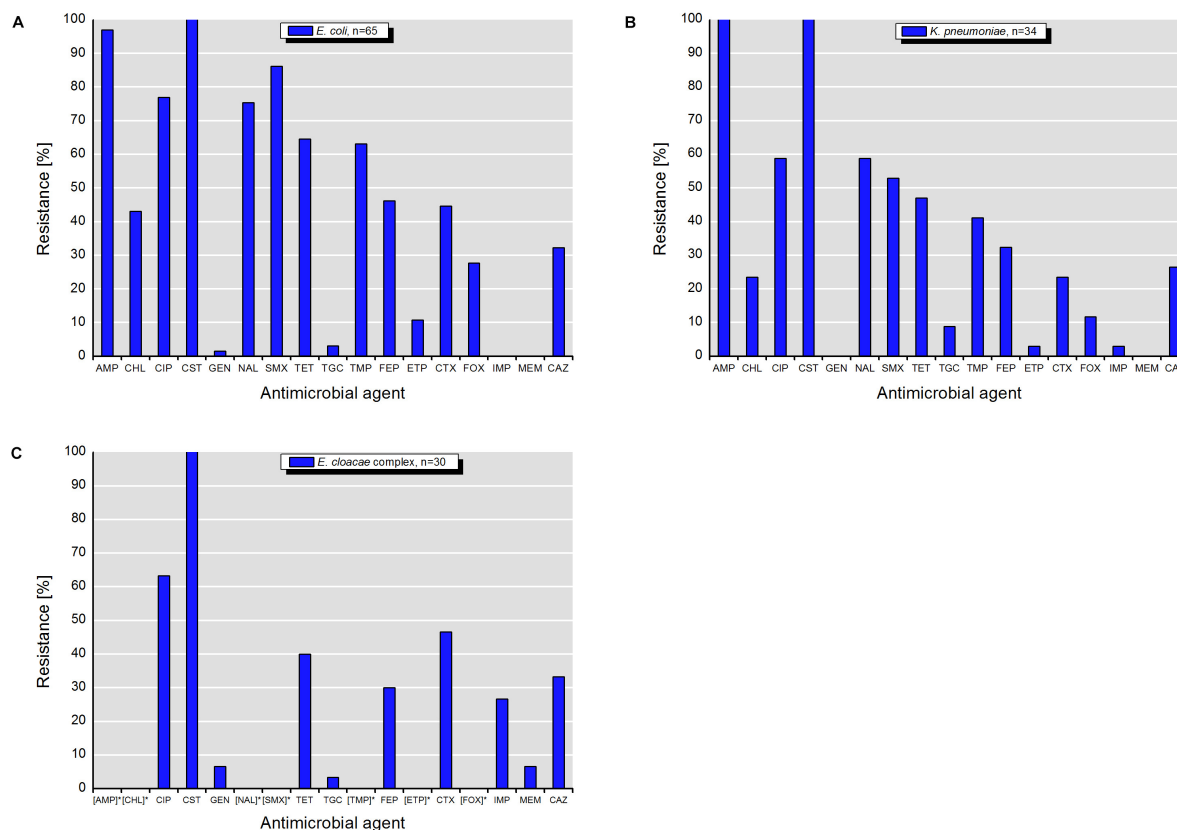 A
E. coli, n=65
Resistance [%]
100
90
80
70
60
50
40
30
20
10
0
AMP CHL CIP CST GEN NAL SMX TET TGC TMP FEP ETP CTX FOX IMP MEM CAZ
Antimicrobial agent
B
K. pneumoniae, n=34
Resistance [%]
100
90
80
70
60
50
40
30
20
10
0
AMP CHL CIP CST GEN NAL SMX TET TGC TMP FEP ETP CTX FOX IMP MEM CA
Antimicrobial agent
C
E. cloacae complex, n=30
Resistance [%]
100
90
80
70
60
50
40
30
20
10
0
[AMP]* [CHL]* CIP CST GEN [NAL]* [SMX]* TET TGC [TMP]* FEP [ETP]* CTX [FOX]* IMP MEM CAZ
Antimicrobial agent